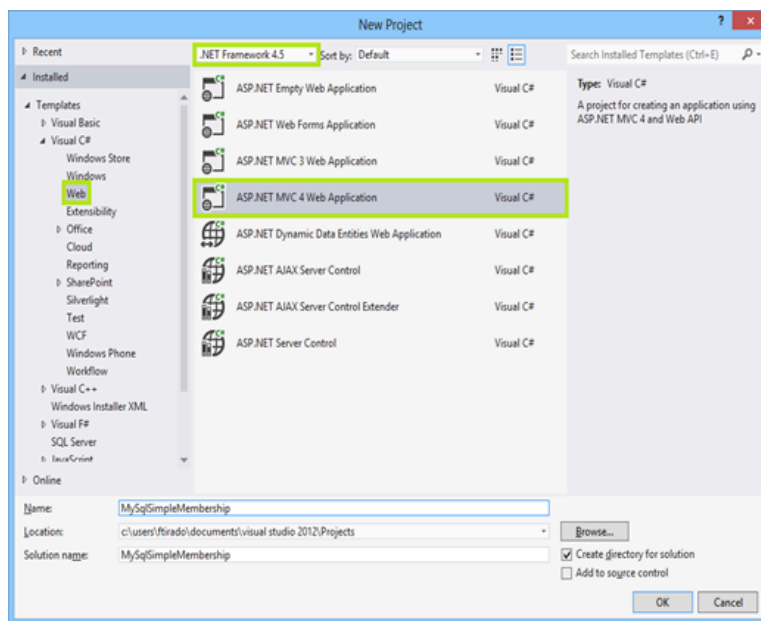 New Project
? x
Recent
.NET Framework 4.5
Sort by: Default
Search Installed Templates (Ctrl+E)
Installed
Templates
Visual Basic
Visual C#
Windows Store
Windows
Web
Extensibility
Office
Cloud
Reporting
SharePoint
Silverlight
Test
WCF
Windows Phone
Workflow
Visual C++
Windows Installer XML
Visual F#
SQL Server
JavaScript
Online
ASP.NET Empty Web Application Visual C#
ASP.NET Web Forms Application Visual C#
ASP.NET MVC 3 Web Application Visual C#
ASP.NET MVC 4 Web Application Visual C#
ASP.NET Dynamic Data Entities Web Application Visual C#
ASP.NET AJAX Server Control Visual C#
ASP.NET AJAX Server Control Extender Visual C#
ASP.NET Server Control Visual C#
Type: Visual C#
A project for creating an application using
ASP.NET MVC 4 and Web API
Name: MySqlSimpleMembership
Location: c:\users\ftirado\documents\visual studio 2012\Projects
Browse...
Solution name: MySqlSimpleMembership
Create directory for solution
Add to source control
OK Cancel